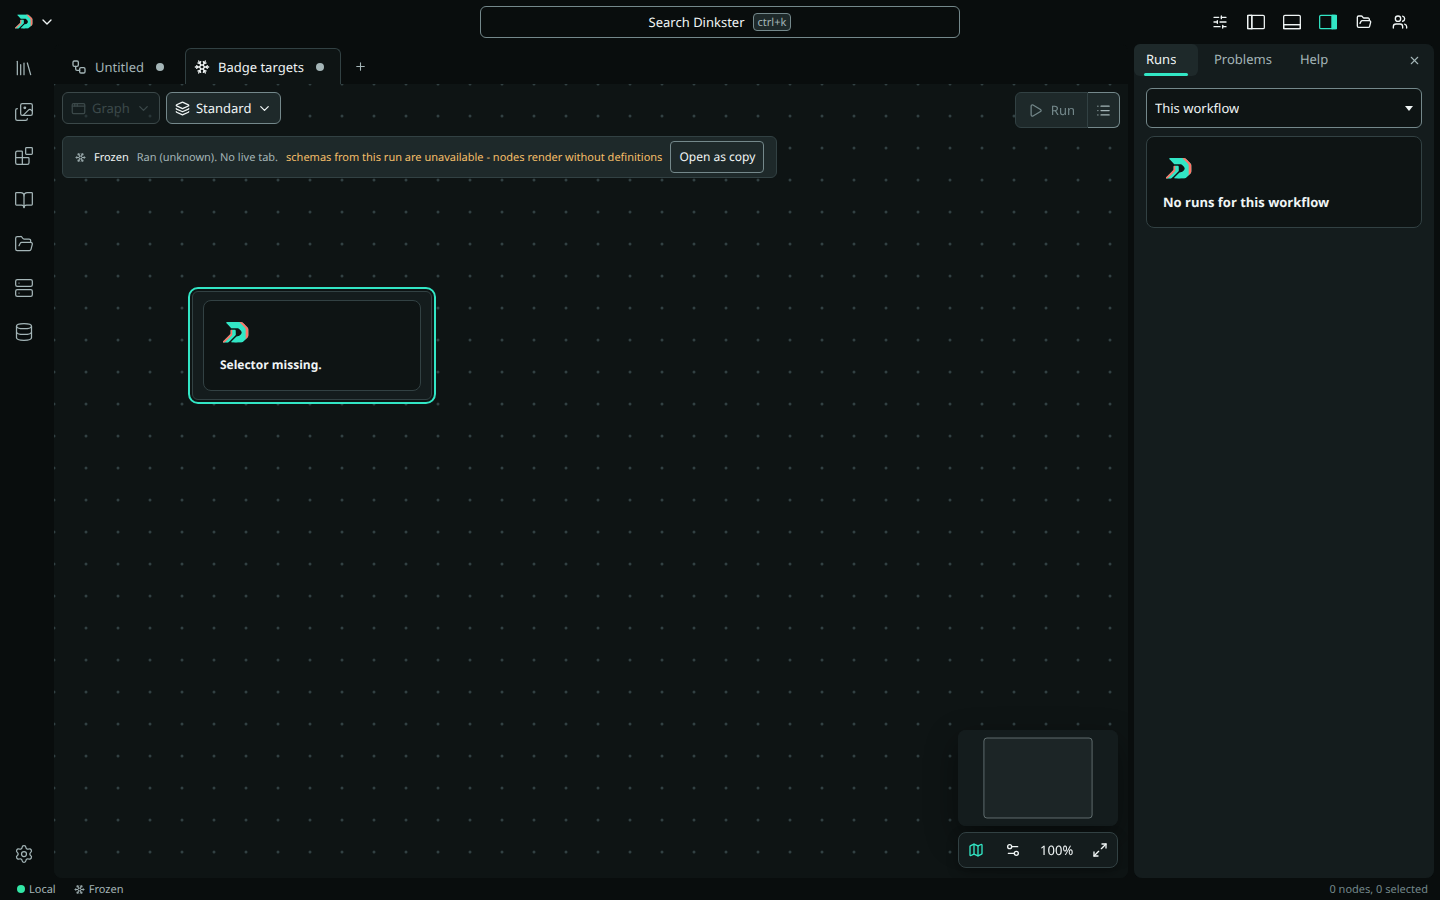 Search Dinkster ctrl+k
Untitled
Badge targets
Runs
Problems
Help
Graph
Standard
Run
This workflow
Frozen Ran (unknown). No live tab. schemas from this run are unavailable - nodes render without definitions Open as copy
No runs for this workflow
Selector missing.
100%
Local
Frozen
0 nodes, 0 selected